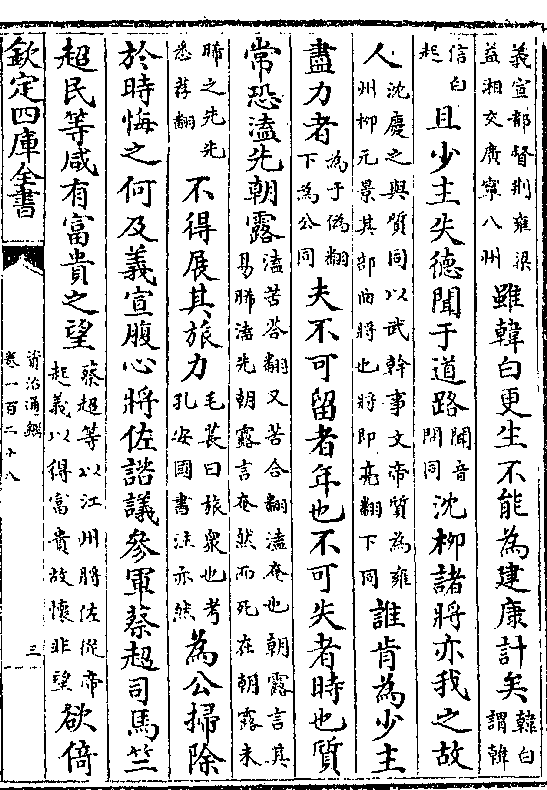 義宣都督荆雍梁
益湘交廣寧八州
雖韓白更生不能為建康計矣
韓白
謂韓
信白
起
且少主失徳聞于道路
聞音
問同
沈栁諸將亦我之故
人
沈慶之與質同以武幹事文帝質為雍
州栁元景其部曲將也將即亮翻下同
誰肯為少主
盡力者
為于偽翻
下為公同
夫不可留者年也不可失者時也質
常恐溘先朝露
溘苦荅翻又苦合翻溘奄也朝露言其
易晞溘先朝露言奄然而死在朝露未
晞之先先
悉荐翻
不得展其旅力
毛萇曰旅衆也考
孔安國書注亦然
為公掃除
於時悔之何及義宣腹心將佐諮議參軍蔡超司馬竺
超民等咸有富貴之望
蔡超等以江州將佐從帝
起義以得富貴故懷非望
欲倚
欽定四庫全書
資治通鑑
卷一百二十八
三